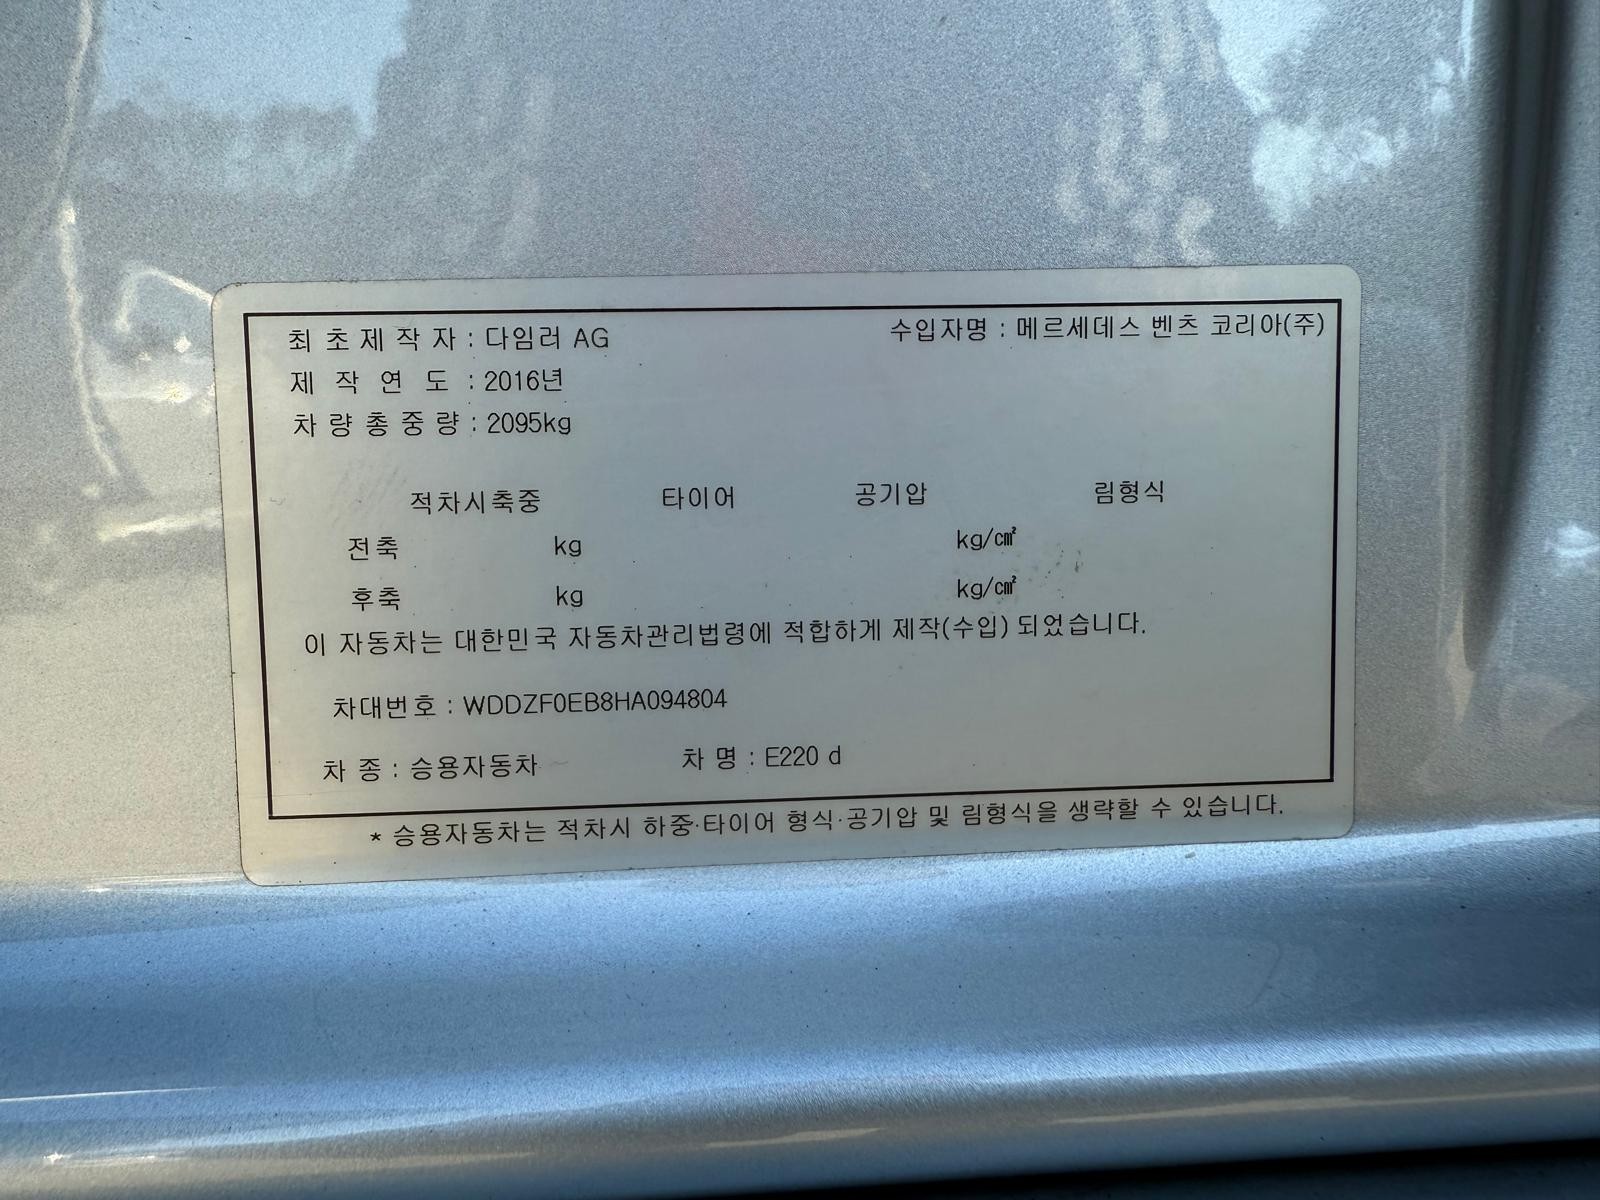 최 초 제 작 자 : 다임러 AG 수입자명 : 메르세데스 벤츠 코리아(주)
제 작 연 도 : 2016년
차 량 총 중 량 : 2095kg
적차시축중 타이어 공기압 림형식
전축 kg kg/㎠
후축 kg kg/㎠
이 자동차는 대한민국 자동차관리법령에 적합하게 제작(수입) 되었습니다.
차대번호 : WDDZF0EB8HA094804
차 종 : 승용자동차 차 명 : E220 d
* 승용자동차는 적차시 하중·타이어 형식·공기압 및 림형식을 생략할 수 있습니다.